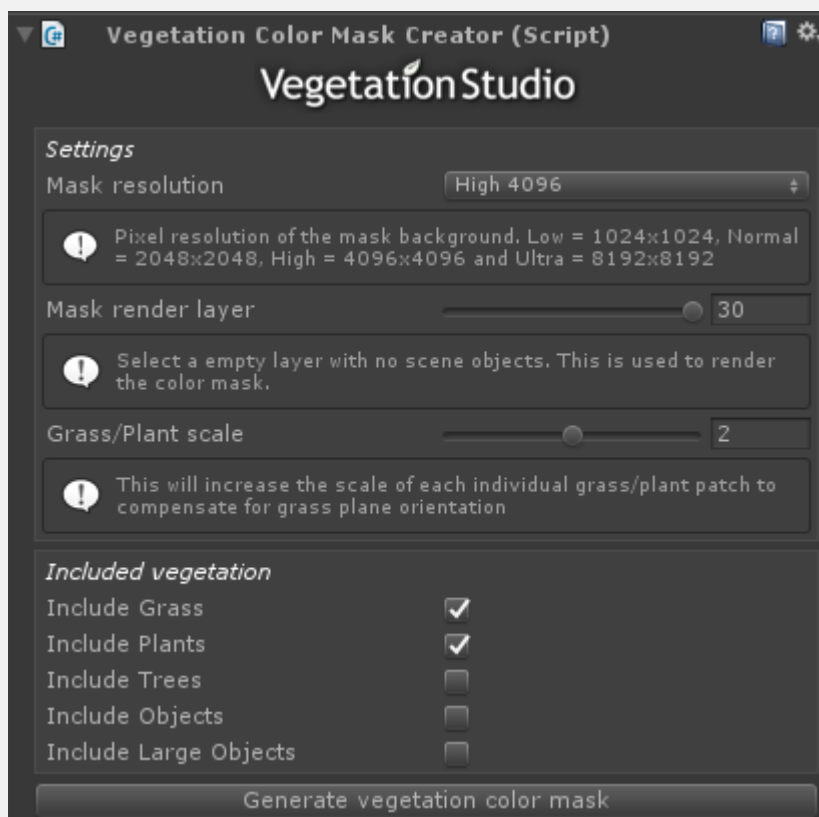 Vegetation Color Mask Creator (Script)
Vegetation Studio
Settings
Mask resolution High 4096
Pixel resolution of the mask background. Low = 1024x1024, Normal
= 2048x2048, High = 4096x4096 and Ultra = 8192x8192
Mask render layer 30
Select a empty layer with no scene objects. This is used to render
the color mask.
Grass/Plant scale 2
This will increase the scale of each individual grass/plant patch to
compensate for grass plane orientation
Included vegetation
Include Grass
Include Plants
Include Trees
Include Objects
Include Large Objects
Generate vegetation color mask